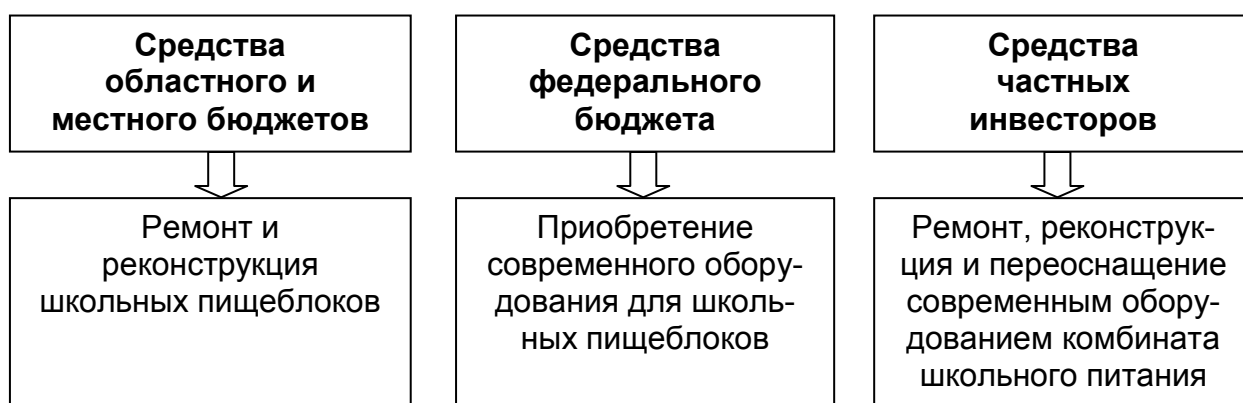 Средства
областного и
местного бюджетов
Средства
федерального
бюджета
Средства
частных
инвесторов
Ремонт и
реконструкция
школьных пищеблоков
Приобретение
современного обору-
дования для школь-
ных пищеблоков
Ремонт, реконструк-
ция и переоснащение
современным обору-
дованием комбината
школьного питания